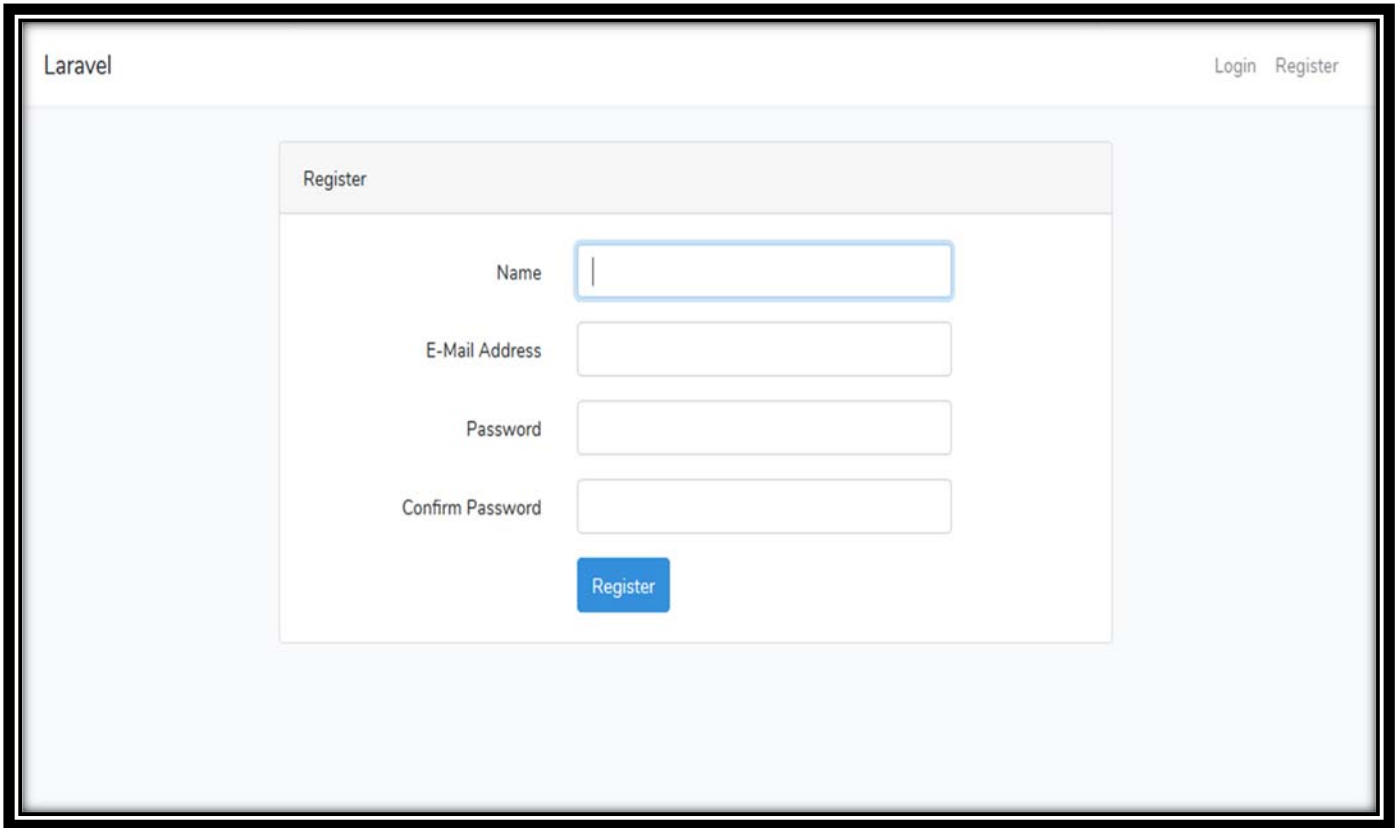 Laravel
Login Register
Register
Name
E-Mail Address
Password
Confirm Password
Register